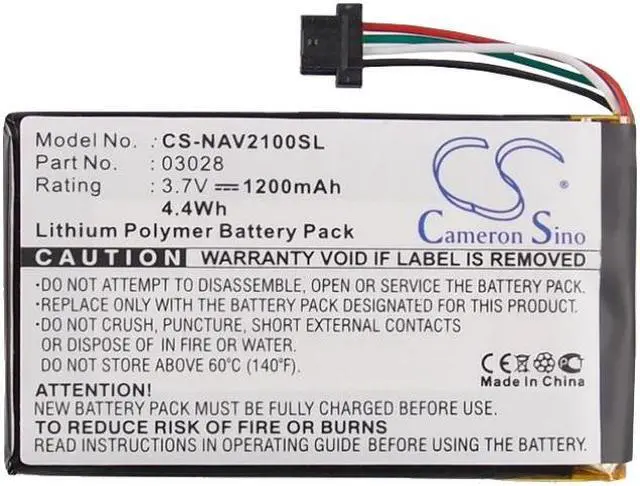 Model No. : CS-NAV2100SL
Part No. : 03028
Rating : 3.7V 1200mAh
4.4Wh
Lithium Polymer Battery Pack
CS
Cameron Sino
CAUTION: WARRANTY VOID IF LABEL IS REMOVED
·DO NOT ATTEMPT TO DISASSEMBLE, OPEN OR SERVICE THE BATTERY PACK.
·REPLACE ONLY WITH THE BATTERY PACK DESIGNATED FOR THIS PRODUCT.
·DO NOT CRUSH, PUNCTURE, SHORT EXTERNAL CONTACTS
OR DISPOSE OF IN FIRE OR WATER.
·DO NOT STORE ABOVE 60°C (140°F).
CE
Made In China
ATTENTION!
NEW BATTERY PACK MUST BE FULLY CHARGED BEFORE USE.
TO REDUCE RISK OF FIRE OR BURNS
READ INSTRUCTIONS IN OPERATING GUIDE BEFORE USE.